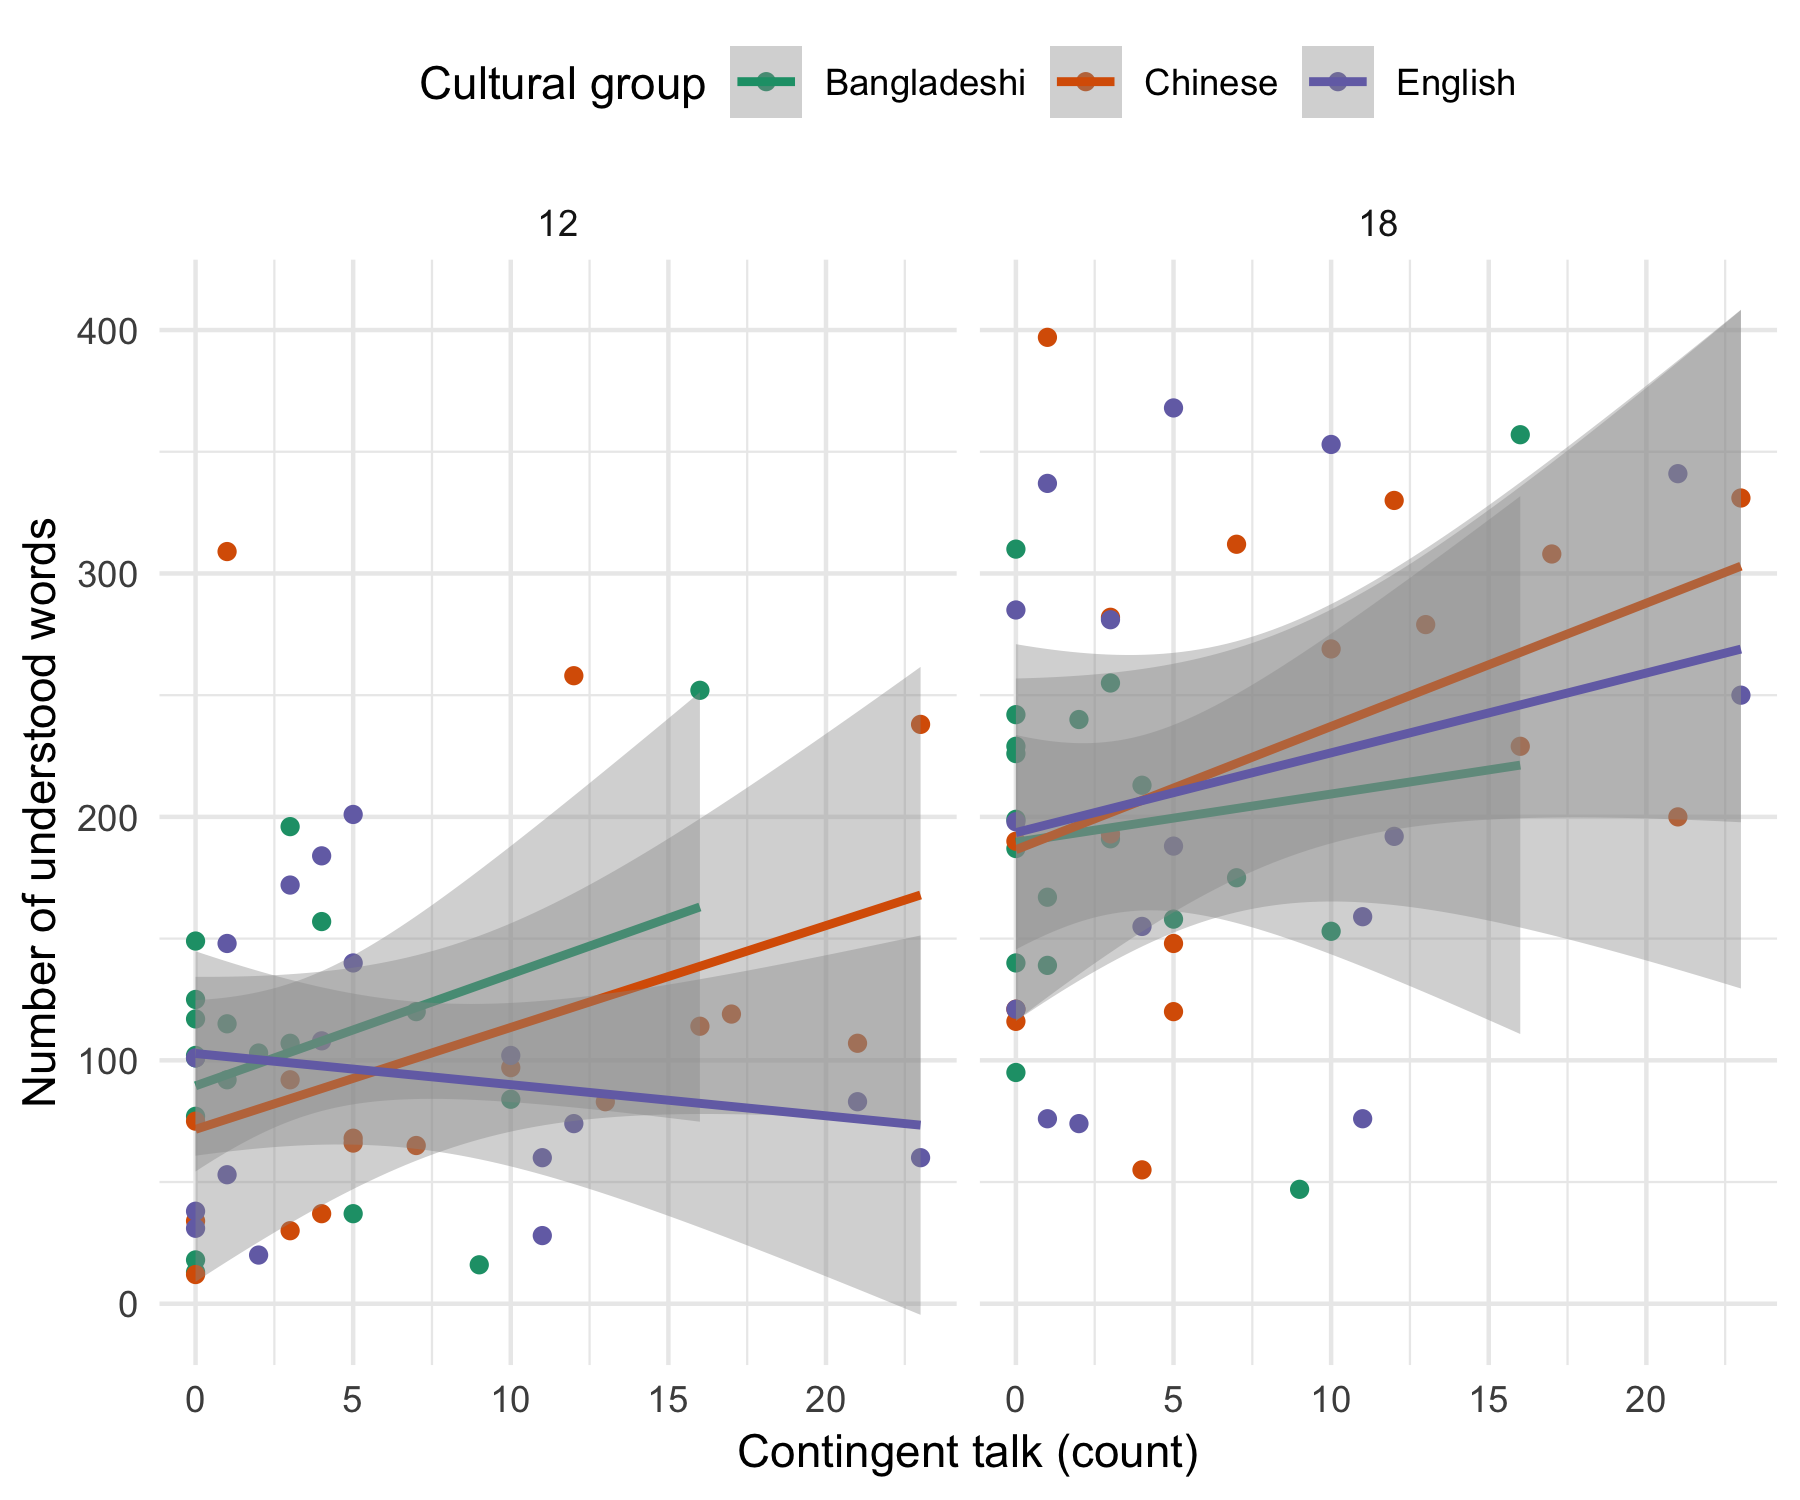 Cultural group Bangladeshi Chinese English
12 18
400
300
200
100
0
0 5 10 15 20 0 5 10 15 20
Contingent talk (count)
Number of understood words